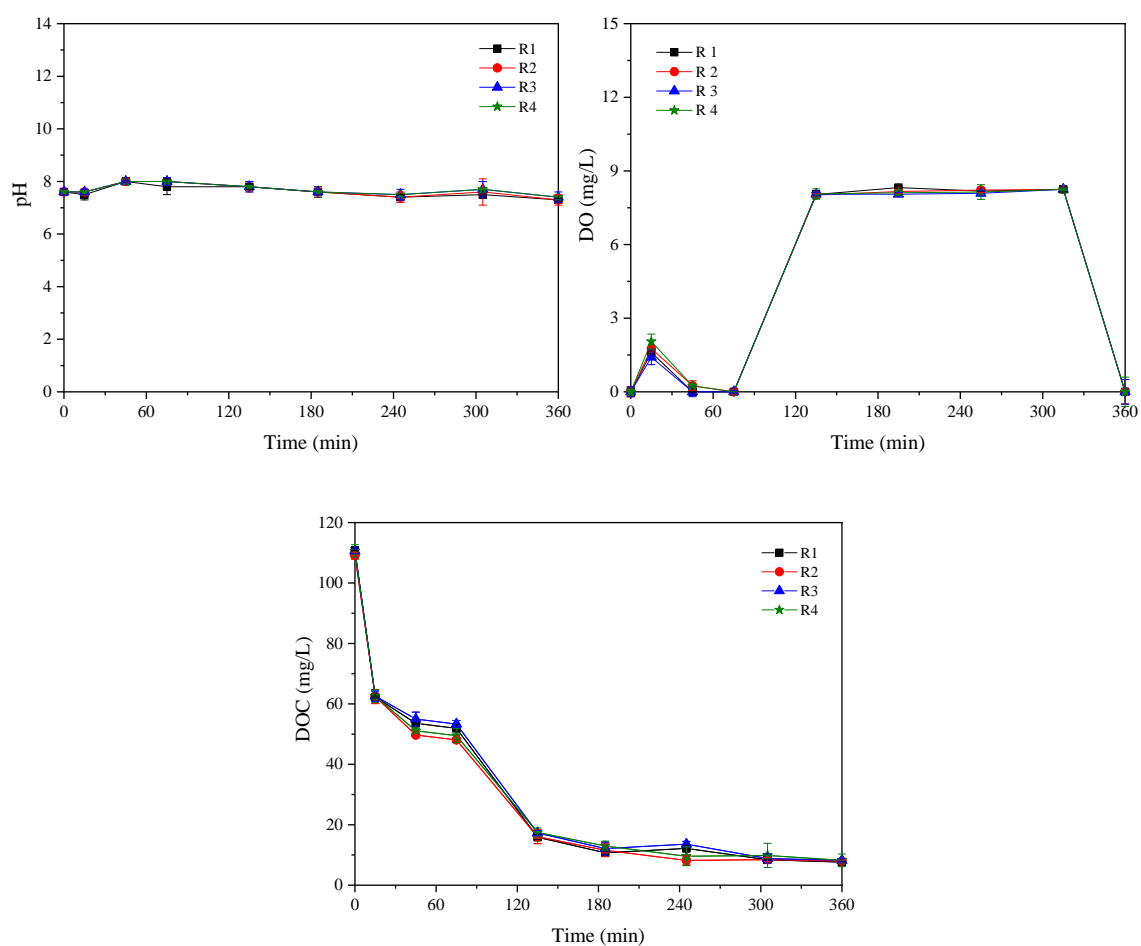 14
12
10
8
6
4
2
0
pH
0 60 120 180 240 300 360
Time (min)
R1
R2
R3
R4
15
12
9
6
3
0
DO (mg/L)
0 60 120 180 240 300 360
Time (min)
R 1
R 2
R 3
R 4
120
100
80
60
40
20
0
DOC (mg/L)
0 60 120 180 240 300 360
Time (min)
R1
R2
R3
R4